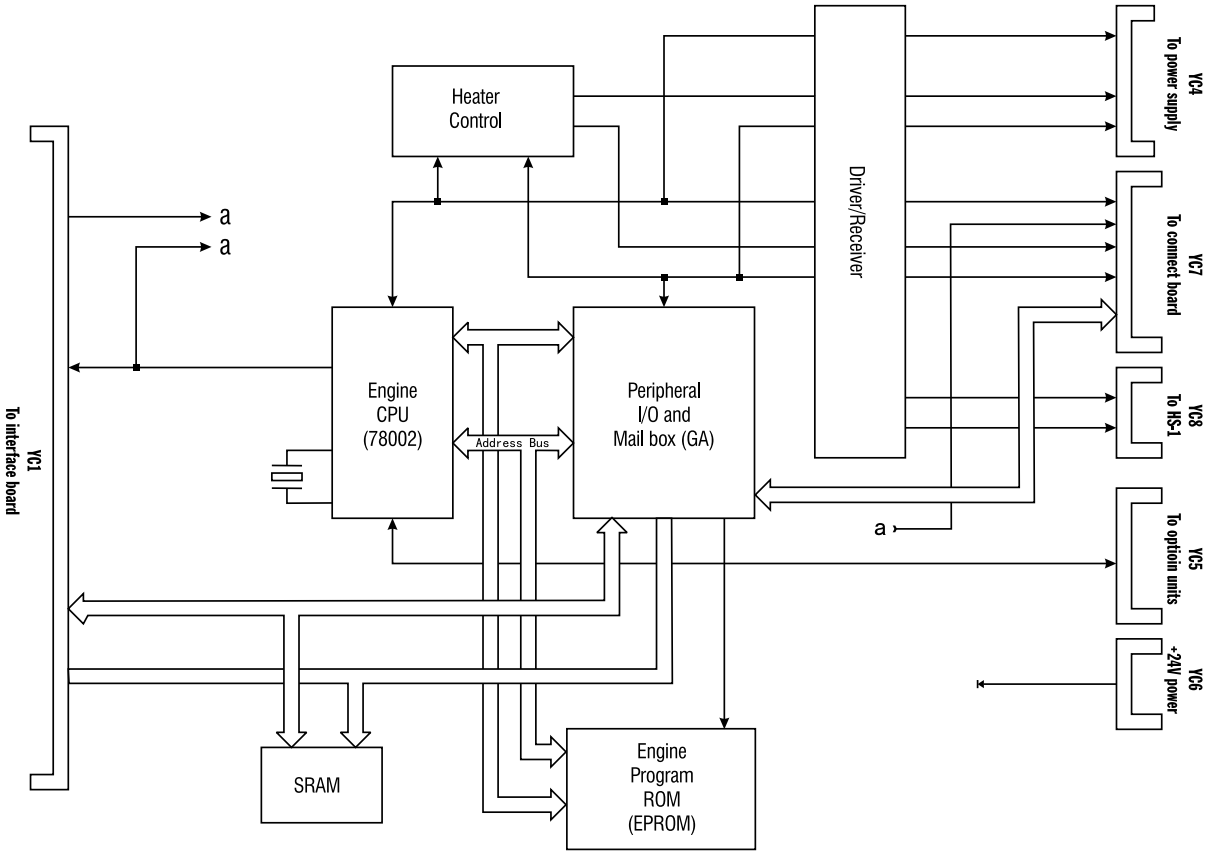 Heater
Control
Driver/Receiver
YC4
To power supply
YC7
To connect board
YC8
To HS-1
YC5
To optioin units
YC6
+24V power
a
a
a
YC1
To interface board
Engine
CPU
(78002)
Address Bus
Peripheral
I/O and
Mail box (GA)
SRAM
Engine
Program
ROM
(EPROM)